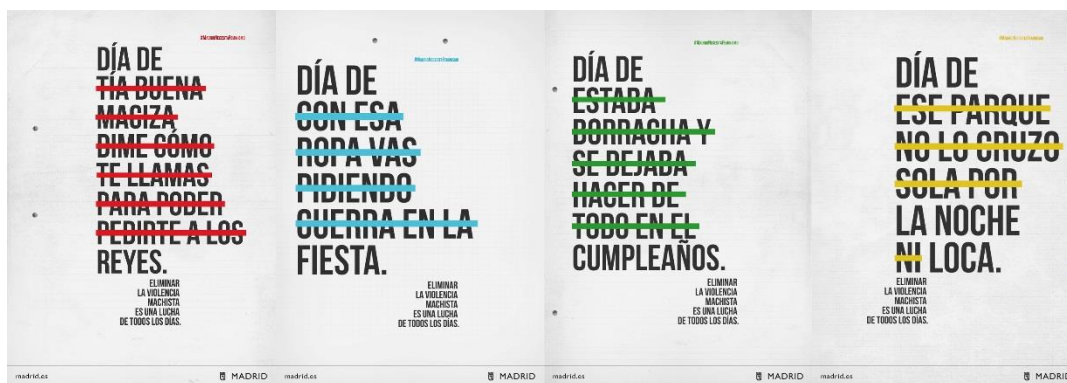 DÍA DE
TÍA BUENA
MACIZA
DIME CÓMO
TE LLAMAS
PARA PODER
PEDIRTE A LOS
REYES.
ELIMINAR
LA VIOLENCIA
MACHISTA
ES UNA LUCHA
DE TODOS LOS DÍAS.
MADRID
DÍA DE
CON ESA
ROPA VAS
PIDIENDO
GUERRA EN LA
FIESTA.
ELIMINAR
LA VIOLENCIA
MACHISTA
ES UNA LUCHA
DE TODOS LOS DÍAS.
madrid.es
MADRID
DÍA DE
ESTABA
BORRACHA Y
SE DEJABA
HACER DE
TODO EN EL
CUMPLEAÑOS.
ELIMINAR
LA VIOLENCIA
MACHISTA
ES UNA LUCHA
DE TODOS LOS DÍAS.
madrid.es
MADRID
DÍA DE
ESE PARQUE
NO LO CRUZO
SOLA POR
LA NOCHE
NI LOCA.
ELIMINAR
LA VIOLENCIA
MACHISTA
ES UNA LUCHA
DE TODOS LOS DÍAS.
madrid.es
MADRID
madrid.es